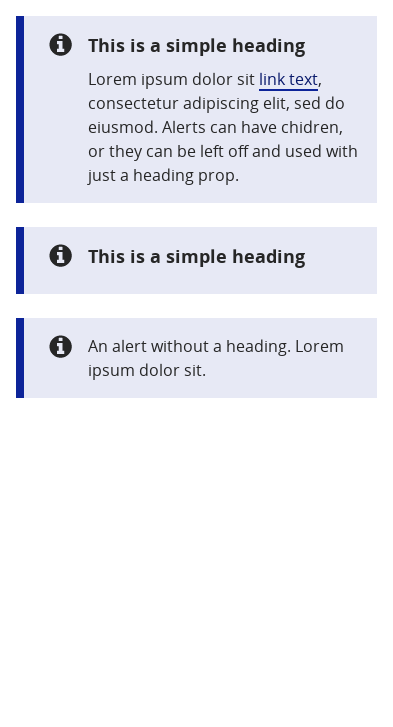 This is a simple heading
Lorem ipsum dolor sit link text,
consectetur adipiscing elit, sed do
eiusmod. Alerts can have chidren,
or they can be left off and used with
just a heading prop.
This is a simple heading
An alert without a heading. Lorem
ipsum dolor sit.